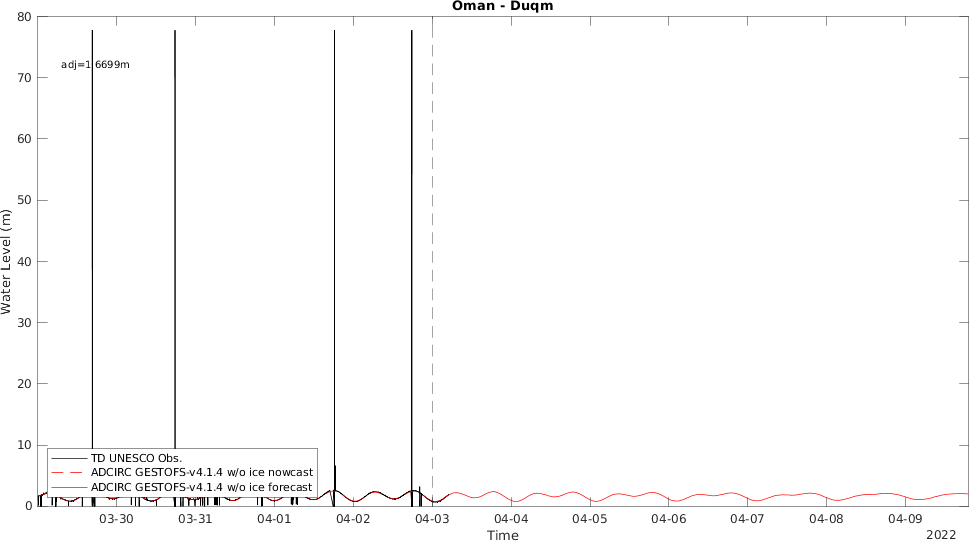 Oman - Duqm
80
adj=1.6699m
70
60
50
Water Level (m)
40
30
20
10
TD UNESCO Obs.
ADCIRC GESTOFS-v4.1.4 w/o ice nowcast
ADCIRC GESTOFS-v4.1.4 w/o ice forecast
0
03-30 03-31 04-01 04-02 04-03 04-04 04-05 04-06 04-07 04-08 04-09
Time
2022